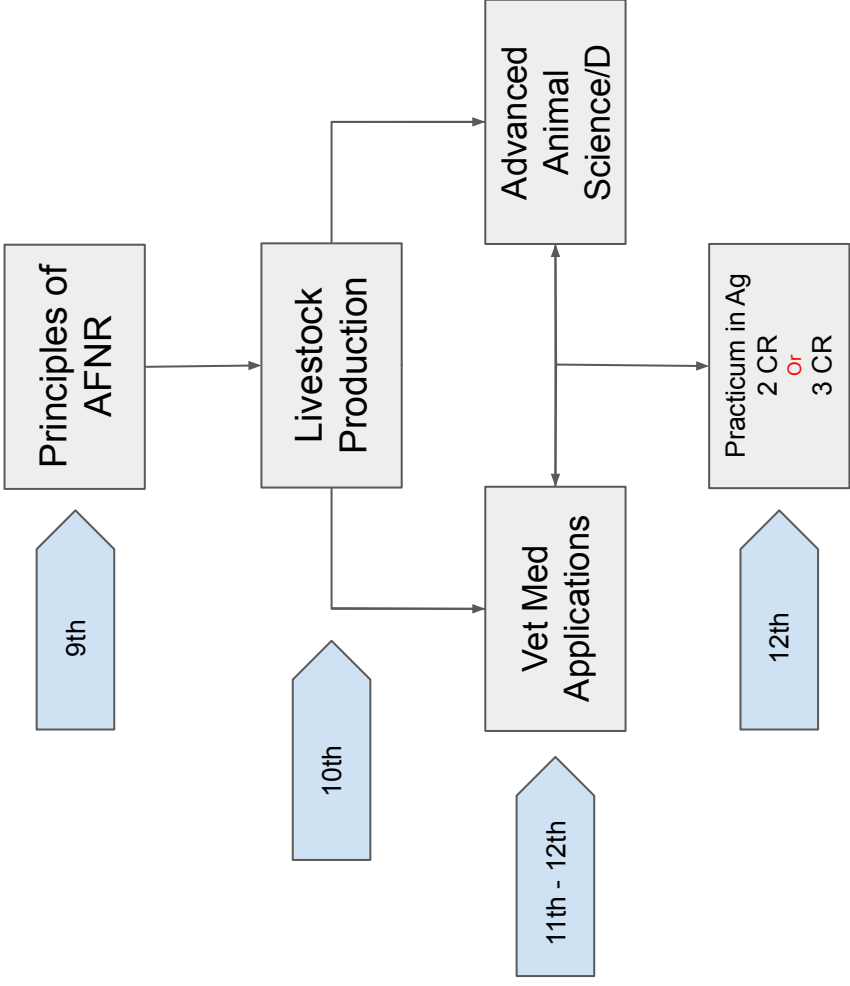 9th
Principles of
AFNR
10th
Livestock
Production
11th - 12th
Vet Med
Applications
Advanced
Animal
Science/D
12th
Practicum in Ag
2 CR
Or
3 CR